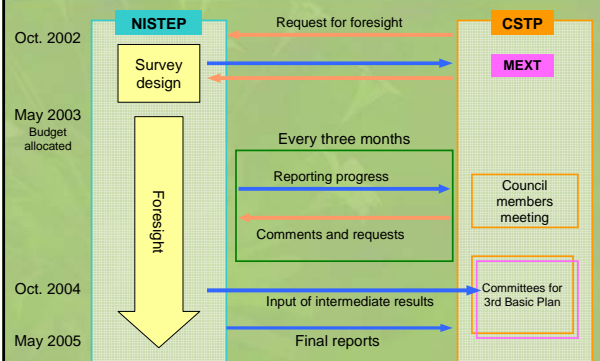 NISTEP
Request for foresight
CSTP
Oct. 2002
Survey
design
MEXT
May 2003
Budget
allocated
Every three months
Reporting progress
Council
members
meeting
Foresight
Comments and requests
Oct. 2004
Input of intermediate results
Committees for
3rd Basic Plan
May 2005
Final reports